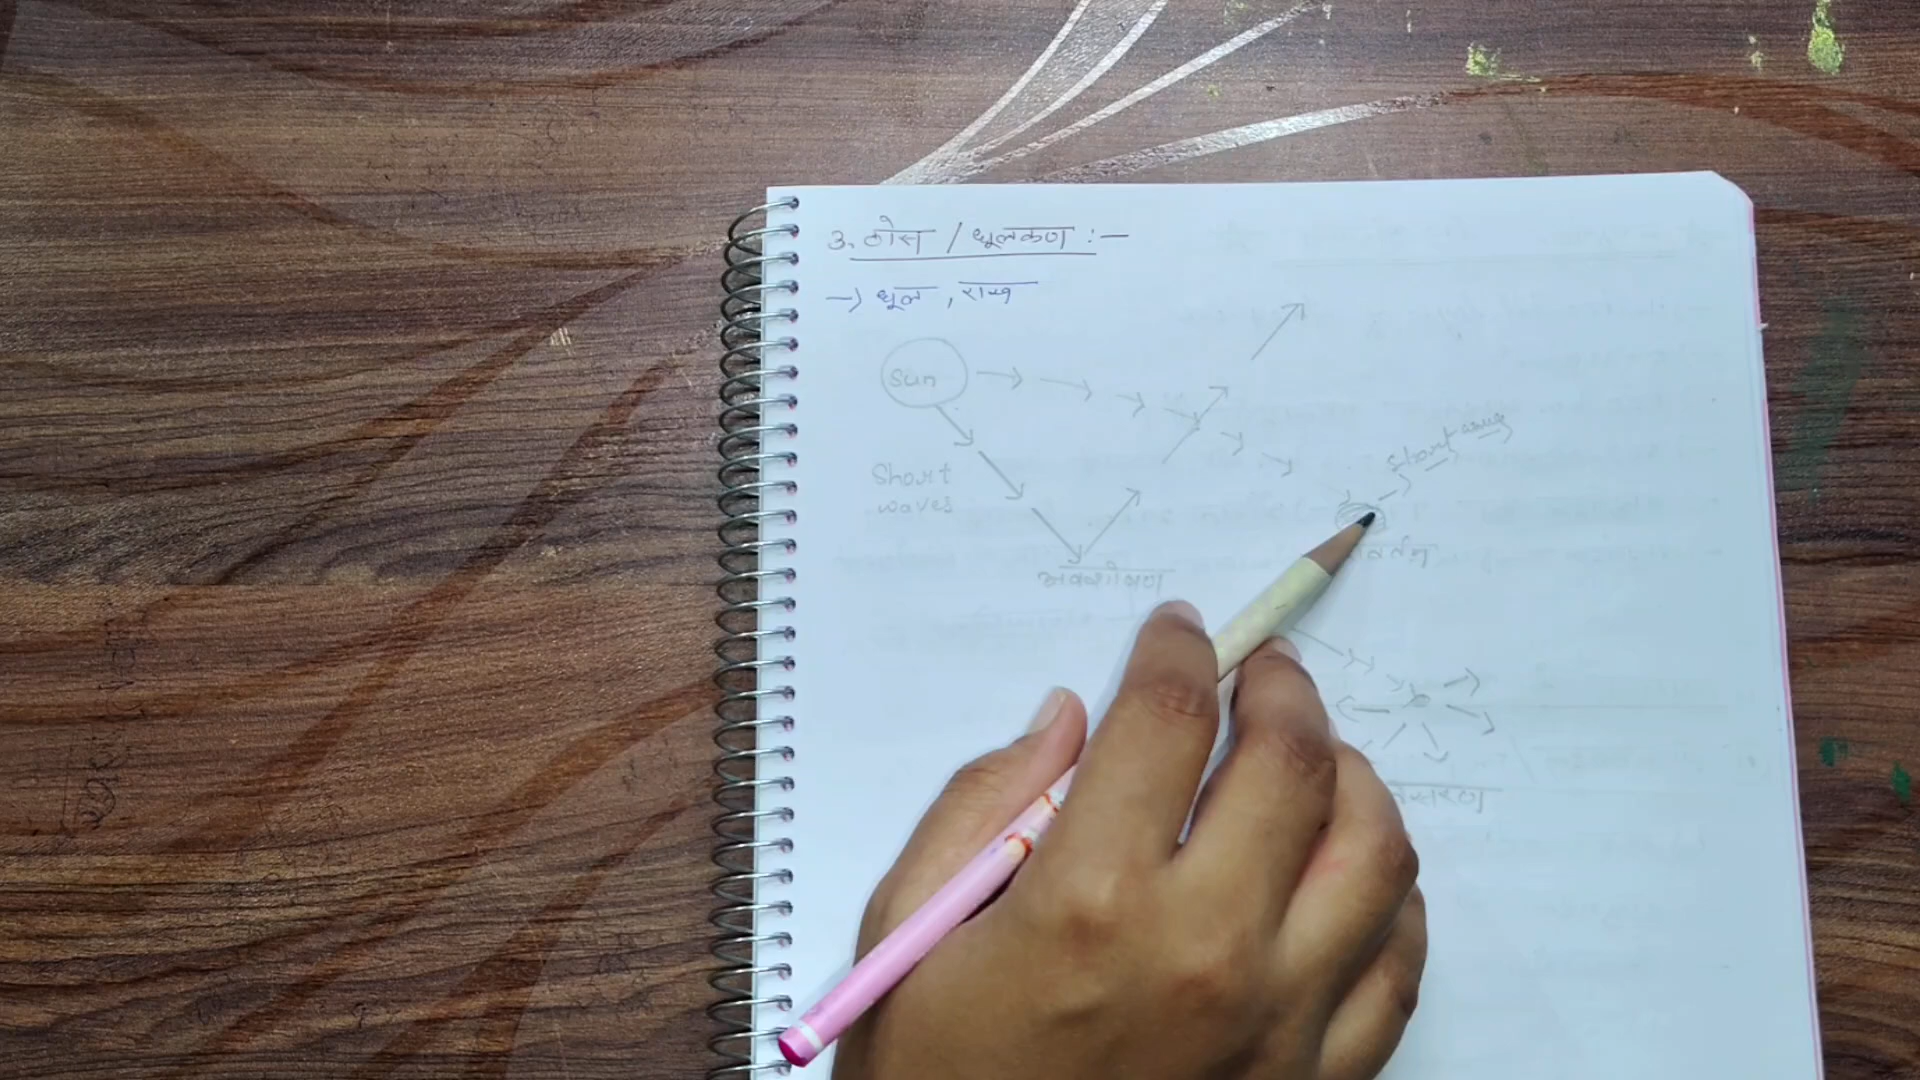 3. ठोस / धूलकण :-
→ धूल, राख
Sun
short waves
Short
waves
अवशोषण